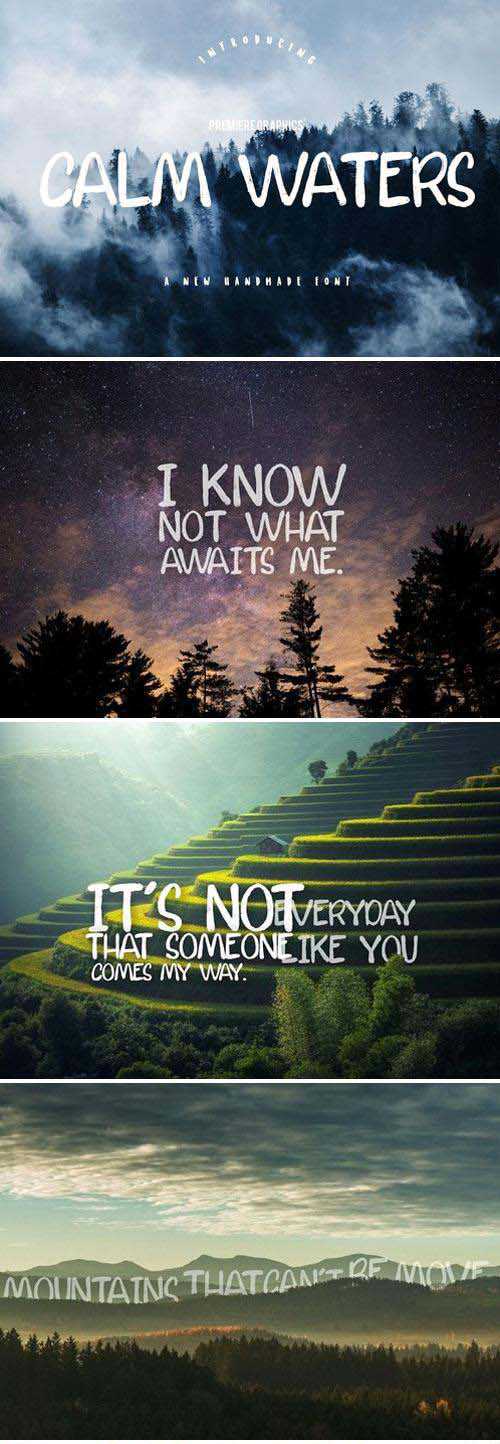 INTRODUCING
PREMIEREGRAPHICS
CALM WATERS
A NEW HANDMADE FONT
I KNOW
NOT WHAT
AWAITS ME.
IT'S NOT EVERYDAY
THAT SOMEONE LIKE YOU
COMES MY WAY.
MOUNTAINS THAT CAN'T BE MOVE